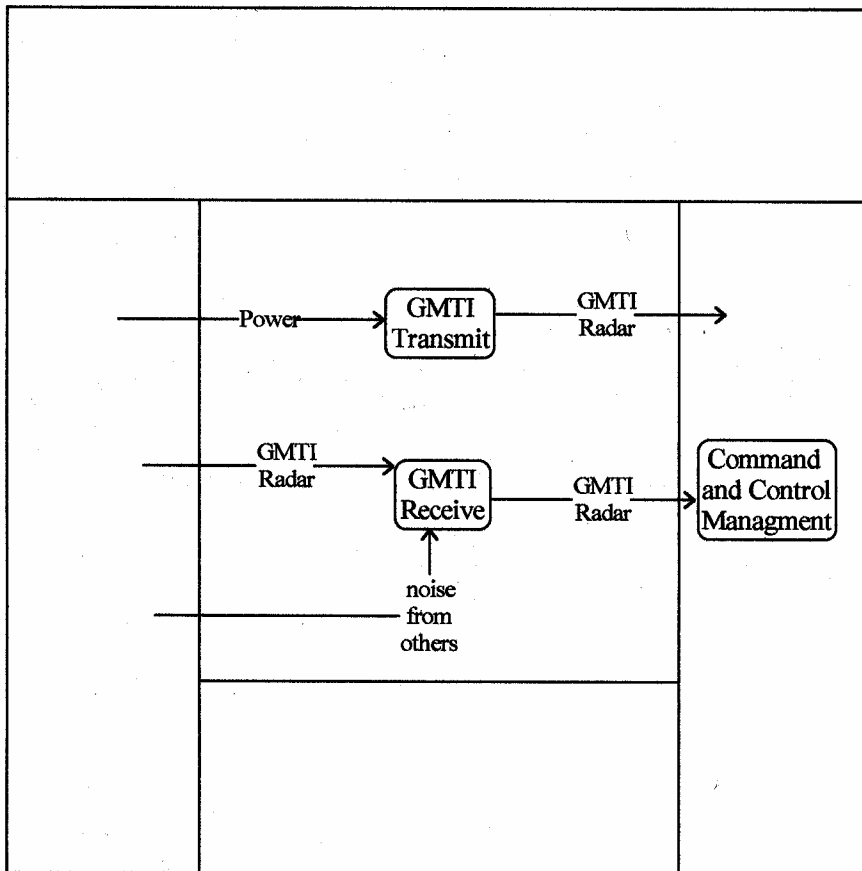 Power
GMTI
Transmit
GMTI
Radar
GMTI
Radar
GMTI
Receive
GMTI
Radar
Command
and Control
Managment
noise
from
others